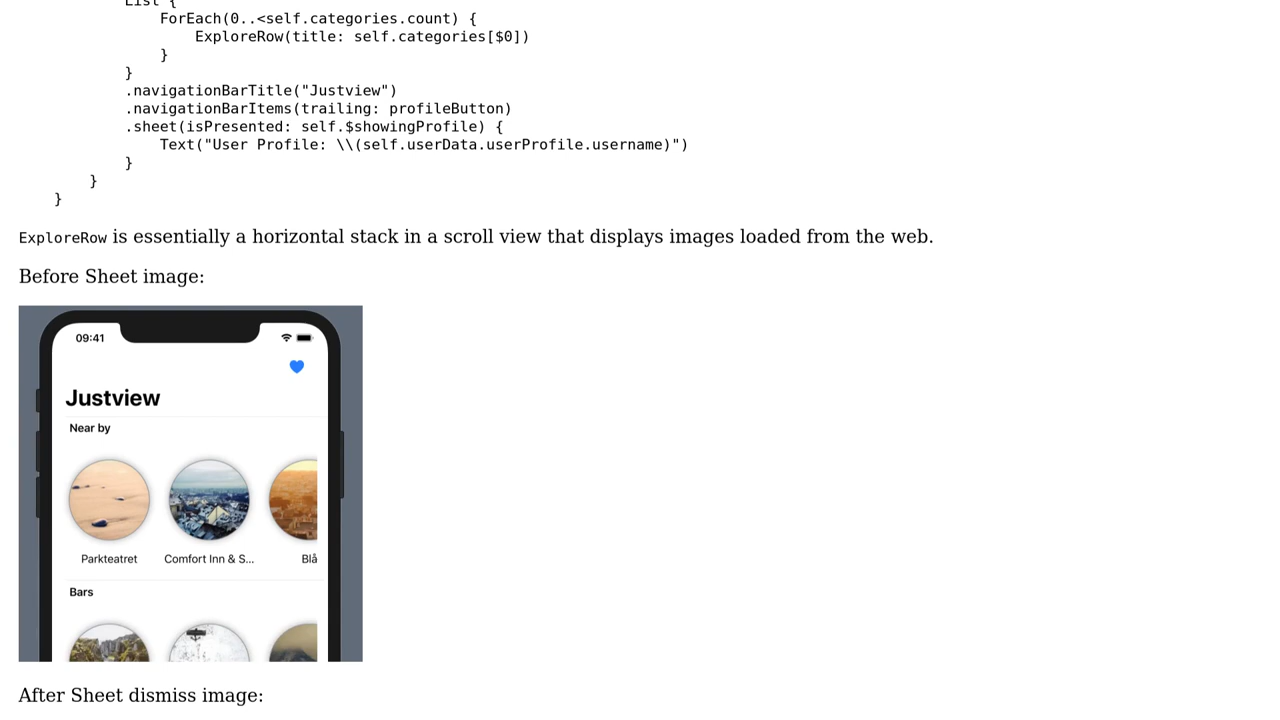 List {
ForEach(0..<self.categories.count) {
ExploreRow(title: self.categories[$0])
}
}
.navigationBarTitle("Justview")
.navigationBarItems(trailing: profileButton)
.sheet(isPresented: self.$showingProfile) {
Text("User Profile: \\(self.userData.userProfile.username)")
}
}
}
ExploreRow is essentially a horizontal stack in a scroll view that displays images loaded from the web.
Before Sheet image:
09:41
Justview
Near by
Parkteatret Comfort Inn & S... Blå
Bars
After Sheet dismiss image: